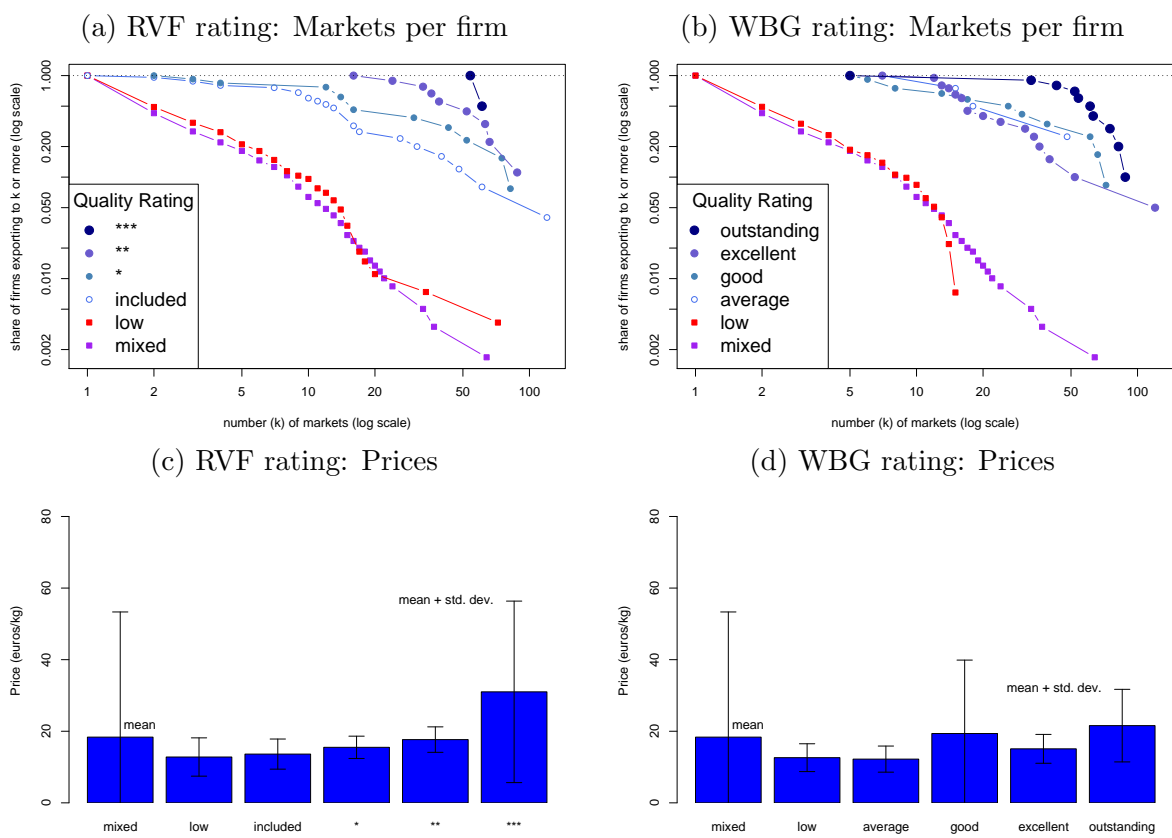 (a) RVF rating: Markets per firm
share of firms exporting to k or more (log scale)
1.000
0.200
0.050
0.010
0.002
Quality Rating
***
**
*
included
low
mixed
1 2 5 10 20 50 100
number (k) of markets (log scale)
(b) WBG rating: Markets per firm
share of firms exporting to k or more (log scale)
1.000
0.200
0.050
0.010
0.002
Quality Rating
outstanding
excellent
good
average
low
mixed
1 2 5 10 20 50 100
number (k) of markets (log scale)
(c) RVF rating: Prices
Price (euros/kg)
80
60
40
20
0
mean + std. dev.
mean
mixed low included * ** ***
(d) WBG rating: Prices
Price (euros/kg)
80
60
40
20
0
mean + std. dev.
mean
mixed low average good excellent outstanding